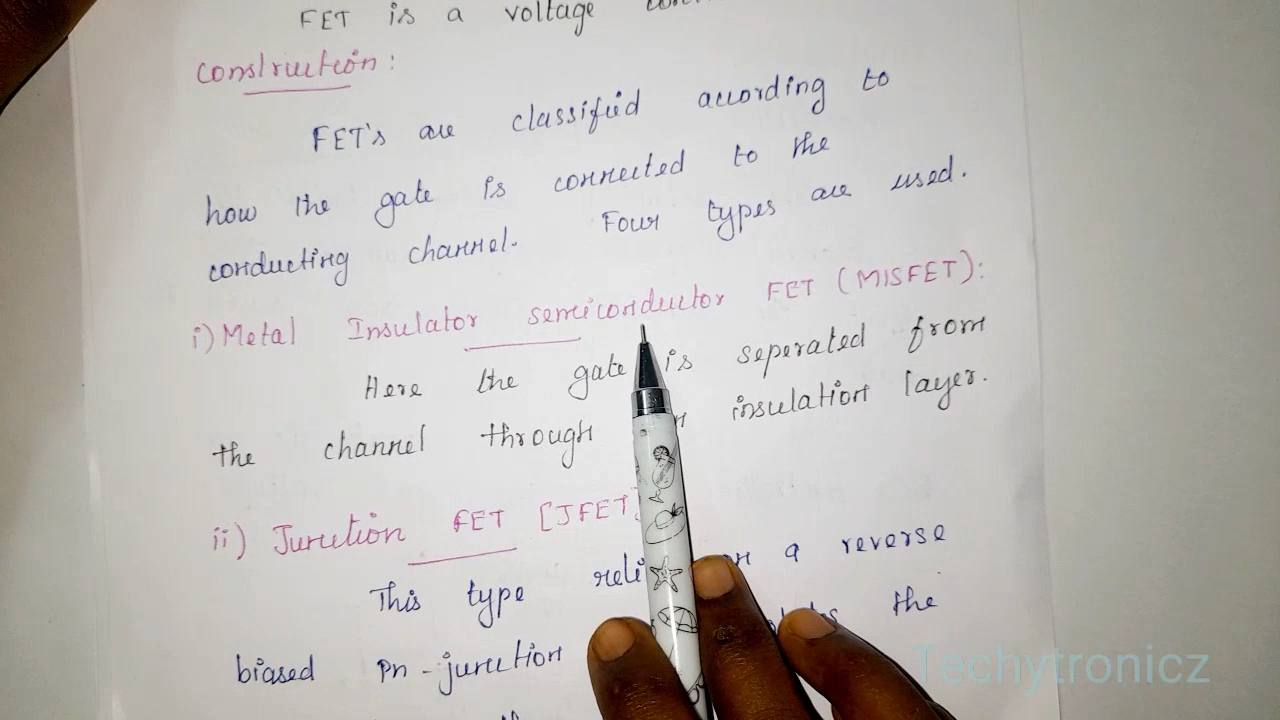 FET is a voltage
Construction:
FET's are classified according to
how the gate is connected to the
conducting channel. Four types are used.
i) Metal Insulator semiconductor FET (MISFET):
Here the gate is seperated from
the channel through insulation layer.
ii) Junction FET [JFET]
This type on a reverse
biased Pn-junction the
the
Techytronicz